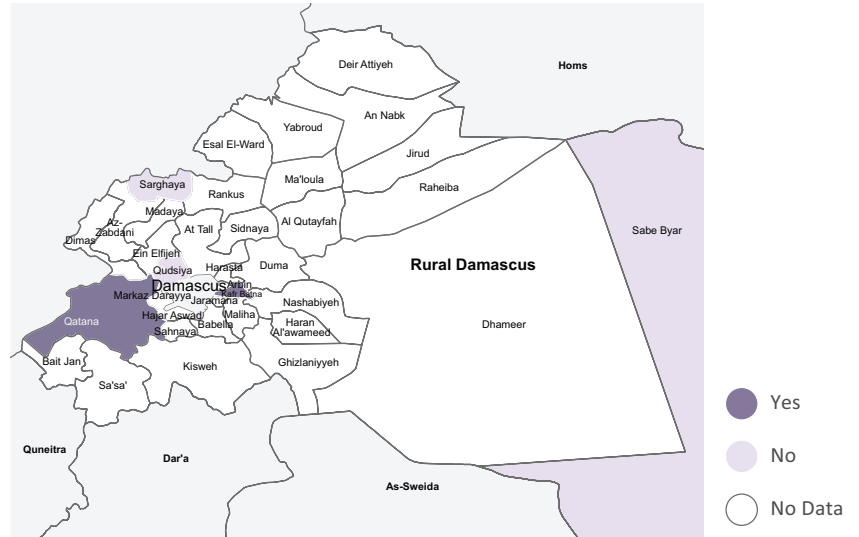 Deir Attiyeh
Homs
An Nabk
Yabroud
Esal El-Ward
Jirud
Ma'loula
Sarghaya
Raheiba
Rankus
Madaya
Al Qutayfah
Az-
Zabdani
At Tall
Sidnaya
Sabe Byar
Dimas
Ein Elfijeh
Rural Damascus
Harasta
Duma
Qudsiya
Damascus
Arbin
Kafr Batna
Markaz Darayya
Jaramana
Nashabiyeh
Qatana
Hajar Aswad
Maliha
Babella
Haran
Al'awameed
Dhameer
Sahnaya
Bait Jan
Kisweh
Ghizlaniyyeh
Sa'sa'
Yes
Quneitra
Dar'a
No
As-Sweida
No Data